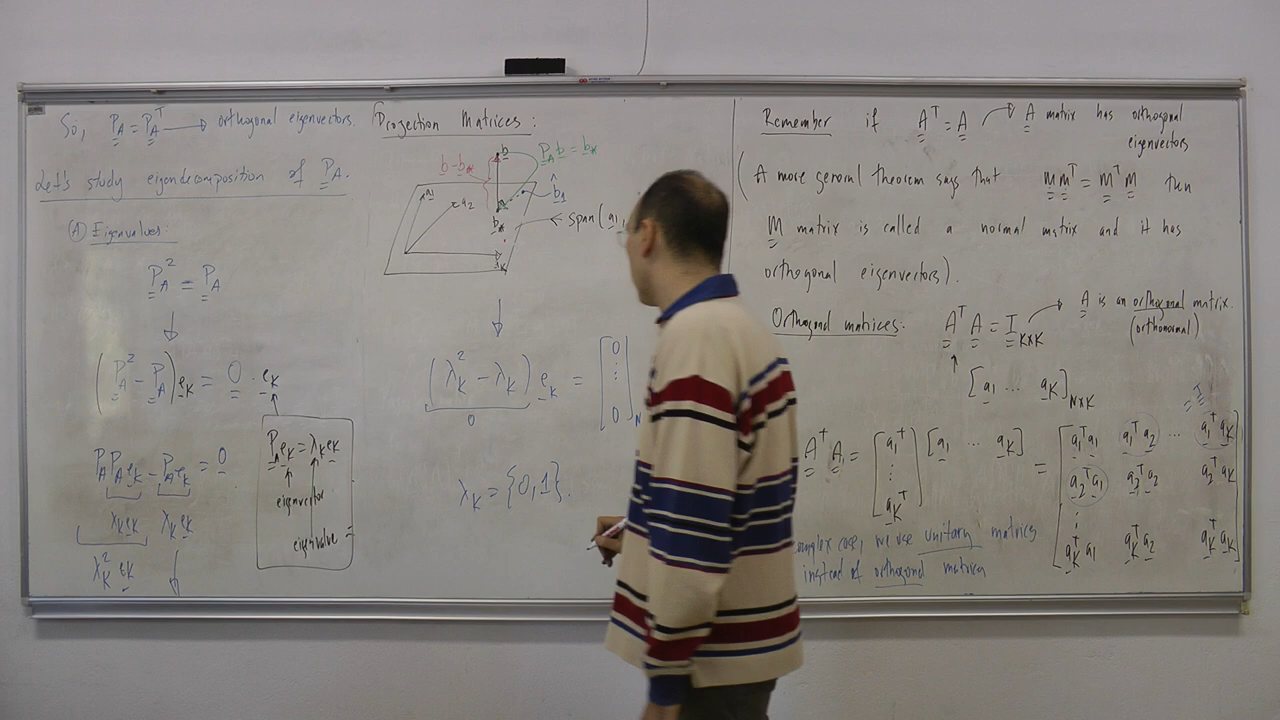 So, P_A = P_A^T → orthogonal eigenvectors.
Let's study eigendecomposition of P_A.
(A) Eigenvalues:
P_A^2 = P_A
↓
(P_A^2 - P_A) e_K = 0 · e_K
P_A P_A e_K - P_A e_K = 0
λ_K e_K λ_K e_K
λ_K^2 e_K ↓
P_A e_K = λ_K e_K
eigenvector
eigenvalue
Projection Matrices:
b P_A b = b_*
b - b_*
a_1 a_2 b̂_1
b_* ← span(a_1,
↓
(λ_K^2 - λ_K) e_K = [0 ⋮ 0]
0
λ_K = {0,1}.
Remember if A^T = A → A matrix has orthogonal
eigenvectors
(A more general theorem says that M M^T = M^T M then
M matrix is called a normal matrix and it has
orthogonal eigenvectors).
Orthogonal matrices. A^T A = I_{K×K} → A is an orthogonal matrix.
(orthonormal)
↑ [a_1 ... a_K]_{N×K}
= I
A^T A = [a_1^T ⋮ a_K^T] [a_1 ... a_K] = [a_1^T a_1 a_1^T a_2 ... a_1^T a_K
a_2^T a_1 a_2^T a_2 a_2^T a_K
⋮
a_K^T a_1 a_K^T a_2 a_K^T a_K]
complex case, we use unitary matrices
instead of orthogonal matrices